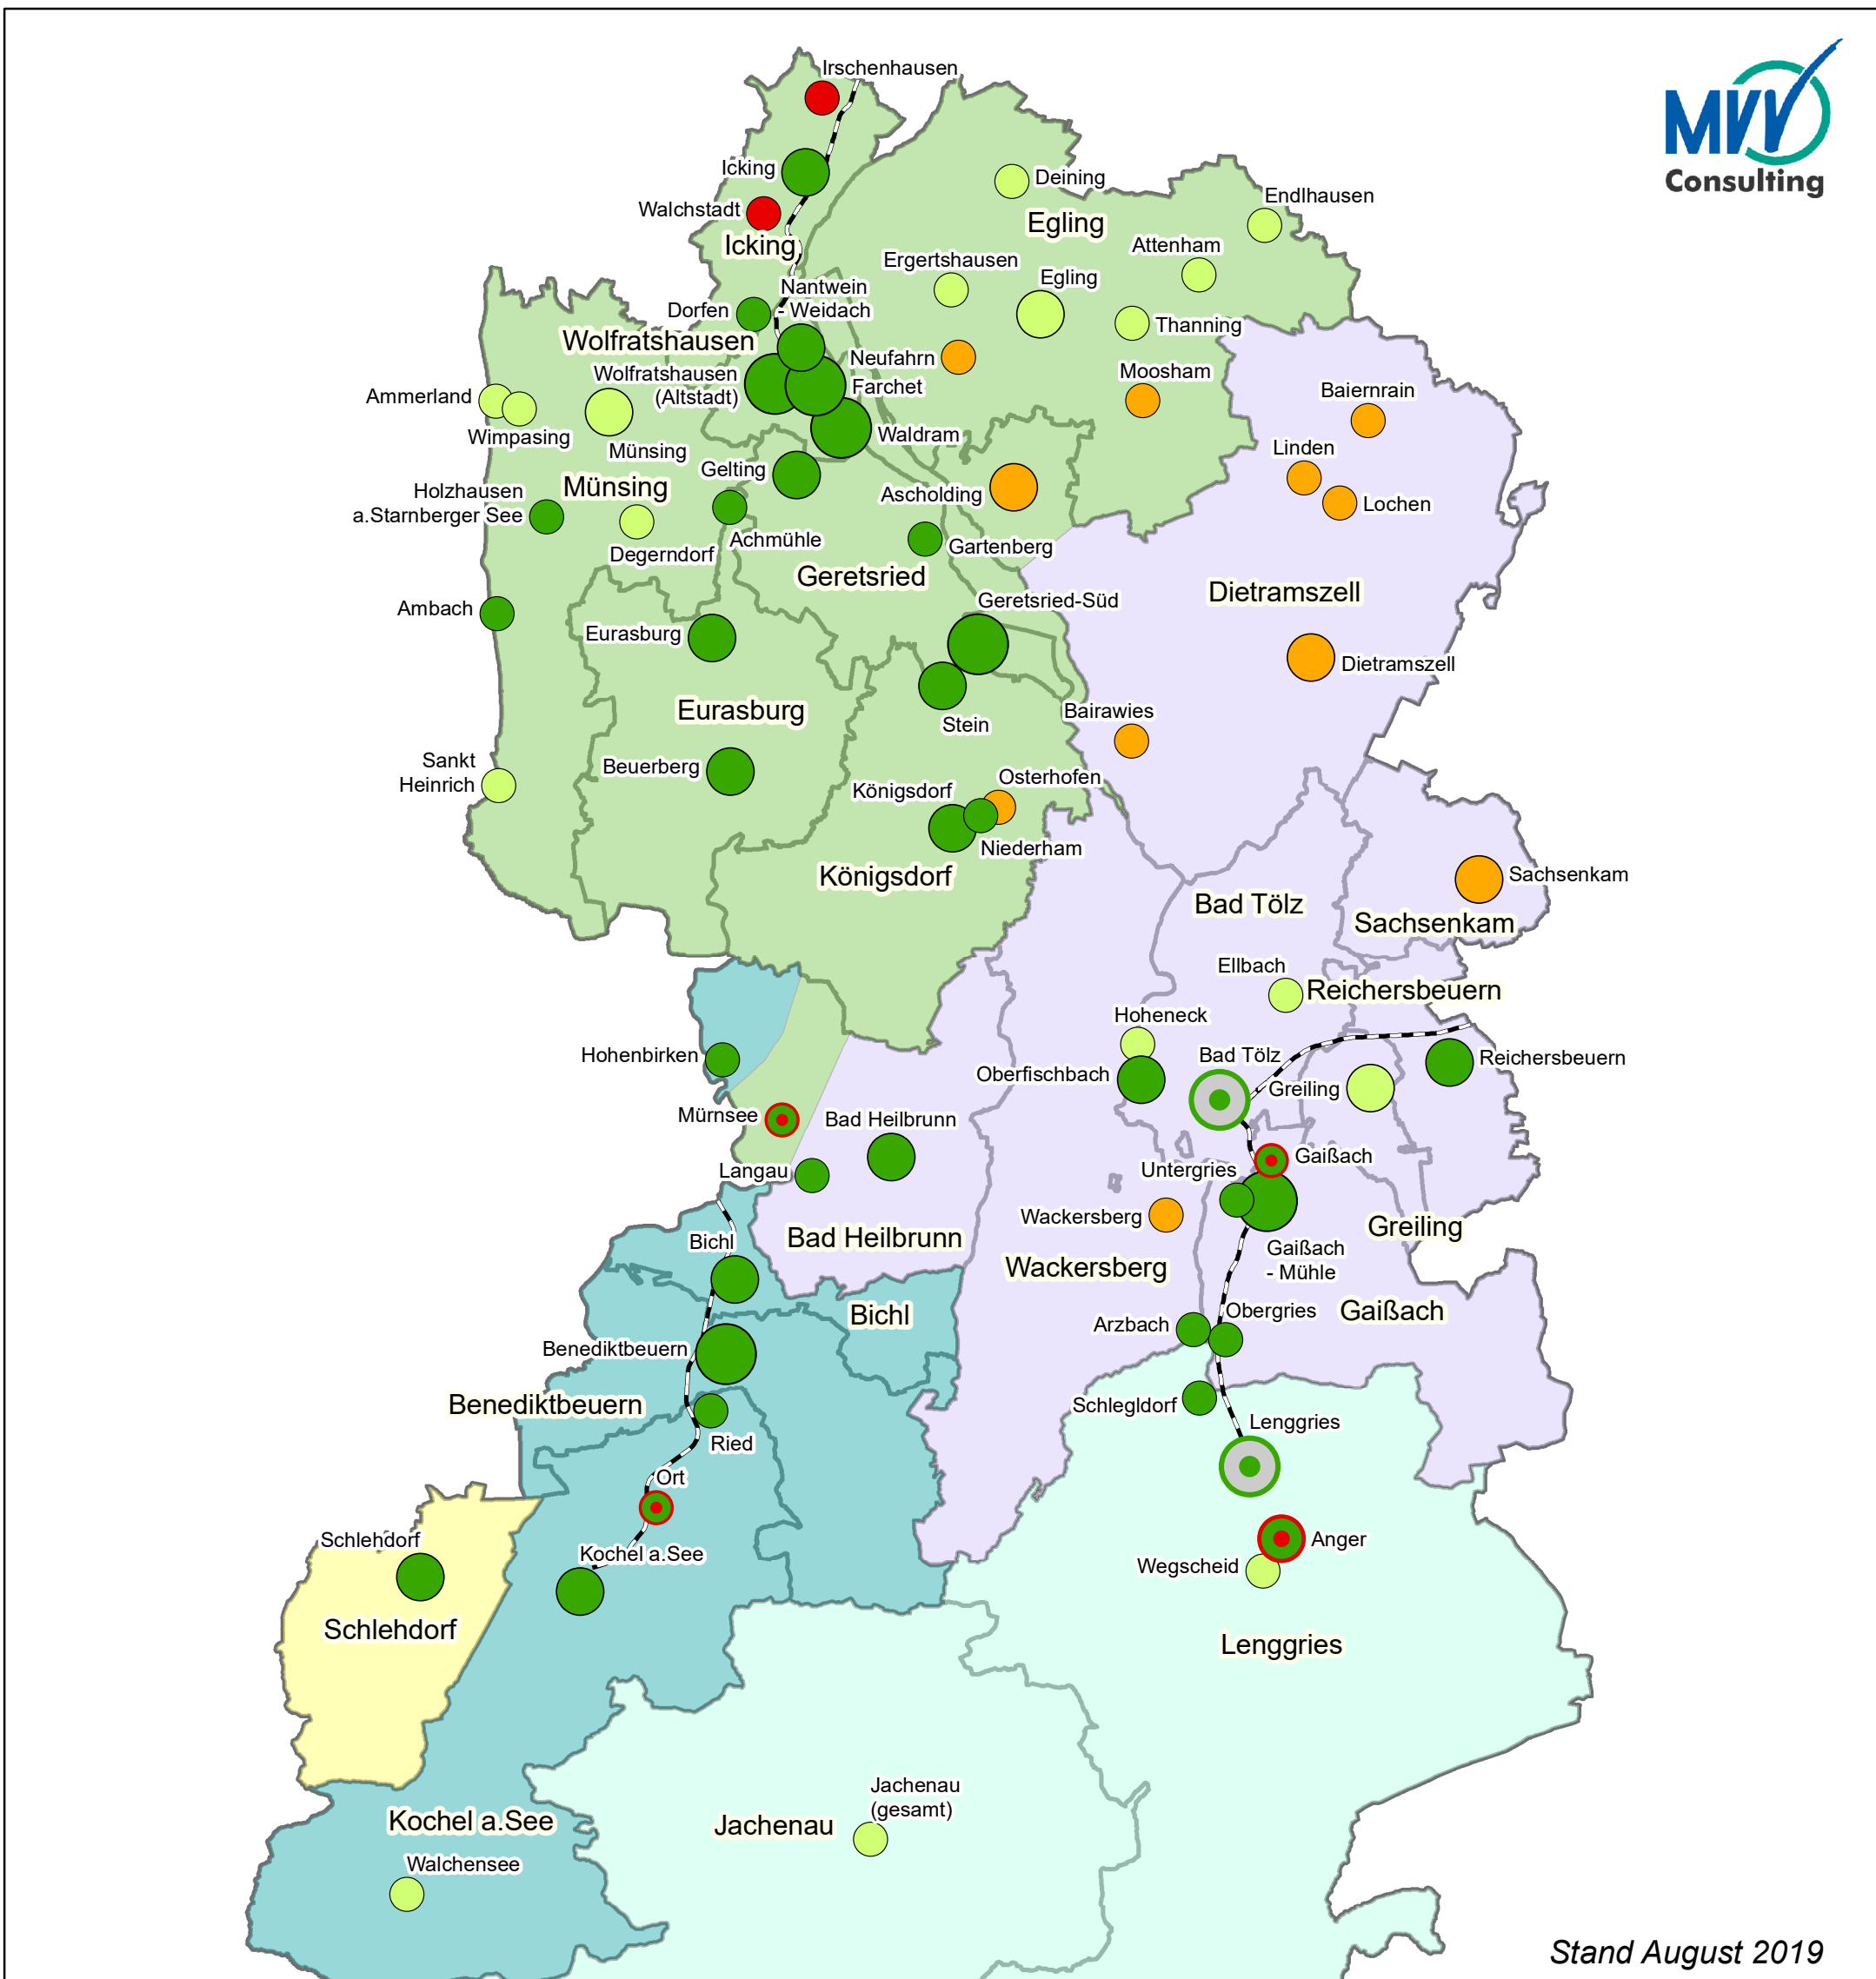 MVV
Consulting
Irschenhausen
Icking
Walchstadt
Icking
Deining
Egling
Endlhausen
Attenham
Ergertshausen
Egling
Nantwein
- Weidach
Dorfen
Thanning
Wolfratshausen
Neufahrn
Moosham
Wolfratshausen
(Altstadt)
Farchet
Baiernrain
Ammerland
Wimpasing
Münsing
Waldram
Linden
Gelting
Münsing
Holzhausen
a.Starnberger See
Ascholding
Lochen
Degerndorf
Achmühle
Gartenberg
Geretsried
Dietramszell
Ambach
Geretsried-Süd
Eurasburg
Dietramszell
Eurasburg
Stein
Bairawies
Sankt
Heinrich
Beuerberg
Osterhofen
Königsdorf
Niederham
Königsdorf
Sachsenkam
Bad Tölz
Sachsenkam
Ellbach
Reichersbeuern
Hoheneck
Hohenbirken
Bad Tölz
Reichersbeuern
Oberfischbach
Greiling
Mürnsee
Bad Heilbrunn
Gaißach
Langau
Untergries
Wackersberg
Greiling
Bichl
Bad Heilbrunn
Gaißach
- Mühle
Wackersberg
Bichl
Obergries
Gaißach
Arzbach
Benediktbeuern
Benediktbeuern
Schlegldorf
Lenggries
Ried
Ort
Schlehdorf
Kochel a.See
Anger
Wegscheid
Schlehdorf
Lenggries
Jachenau
(gesamt)
Kochel a.See
Jachenau
Walchensee
Stand August 2019